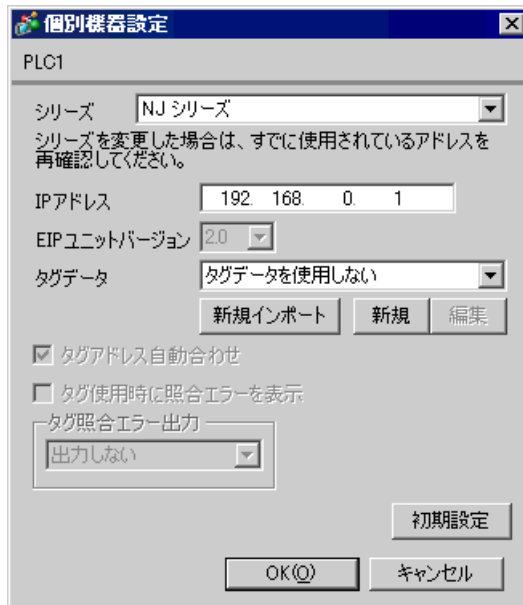 個別機器設定
PLC1
シリーズ NJ シリーズ
シリーズを変更した場合は、すでに使用されているアドレスを
再確認してください。
IPアドレス 192. 168. 0. 1
EIPユニットバージョン 2.0
タグデータ タグデータを使用しない
新規インポート 新規 編集
タグアドレス自動合わせ
タグ使用時に照合エラーを表示
タグ照合エラー出力
出力しない
初期設定
OK(O) キャンセル